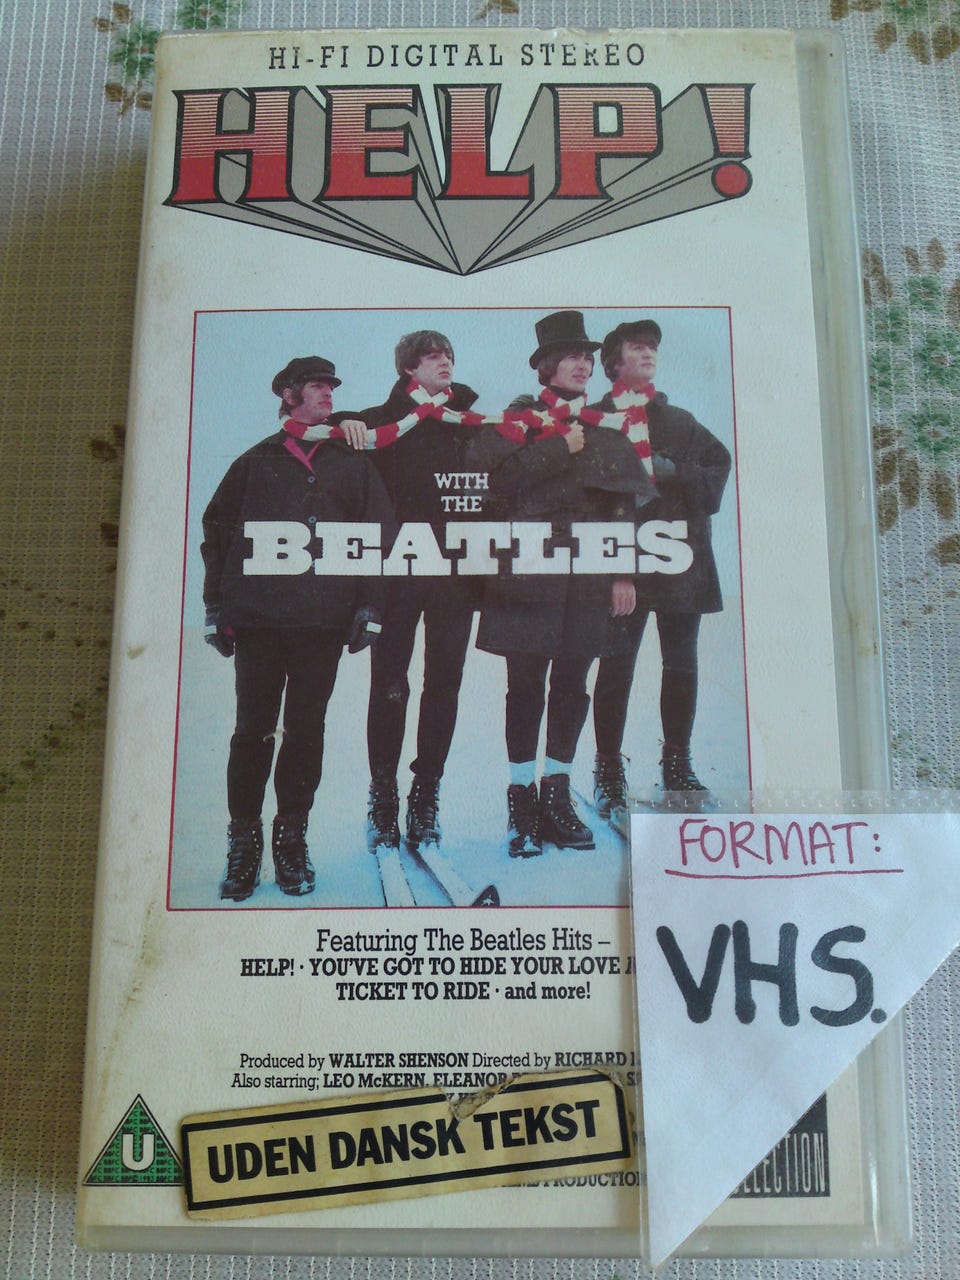 HI-FI DIGITAL STEREO
HELP!
WITH
THE
BEATLES
Featuring The Beatles Hits –
HELP! · YOU'VE GOT TO HIDE YOUR LOVE
TICKET TO RIDE · and more!
Produced by WALTER SHENSON Directed by RICHARD
Also starring; LEO McKERN, ELEANOR
UDEN DANSK TEKST
U
PRODUCTION
FORMAT:
VHS.